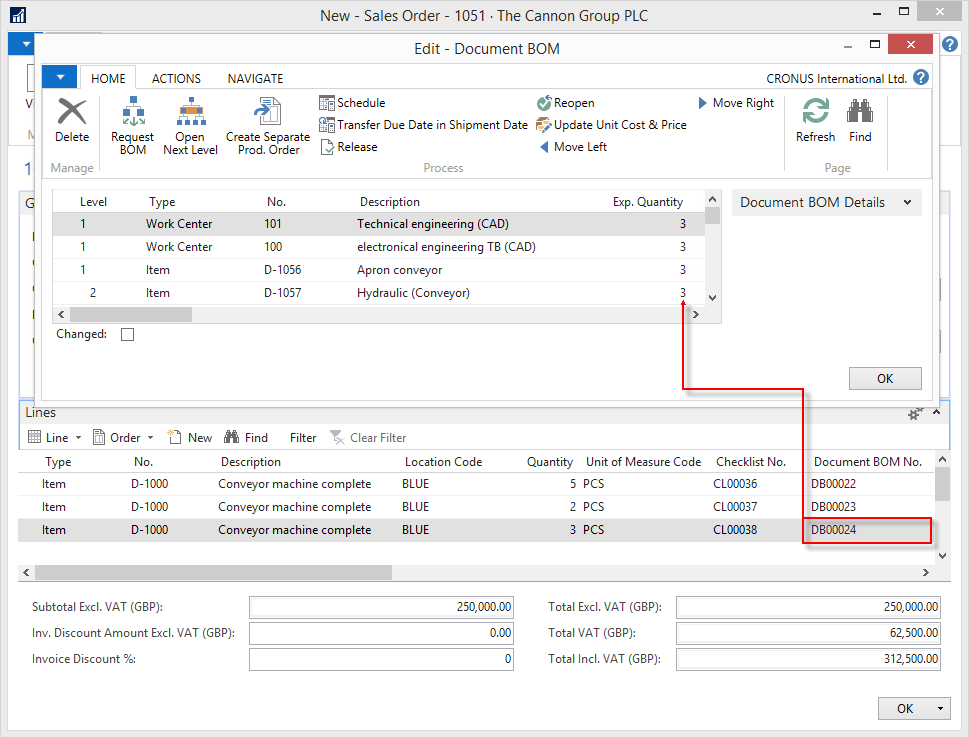 New - Sales Order - 1051 · The Cannon Group PLC
Edit - Document BOM
HOME ACTIONS NAVIGATE CRONUS International Ltd.
Delete
Request BOM
Open Next Level
Create Separate Prod. Order
Schedule
Transfer Due Date in Shipment Date
Release
Reopen
Update Unit Cost & Price
Move Left
Move Right
Refresh
Find
Manage Process Page
Level Type No. Description Exp. Quantity
1 Work Center 101 Technical engineering (CAD) 3
1 Work Center 100 electronical engineering TB (CAD) 3
1 Item D-1056 Apron conveyor 3
2 Item D-1057 Hydraulic (Conveyor) 3
Document BOM Details
Changed:
OK
Lines
Line Order New Find Filter Clear Filter
Type No. Description Location Code Quantity Unit of Measure Code Checklist No. Document BOM No.
Item D-1000 Conveyor machine complete BLUE 5 PCS CL00036 DB00022
Item D-1000 Conveyor machine complete BLUE 2 PCS CL00037 DB00023
Item D-1000 Conveyor machine complete BLUE 3 PCS CL00038 DB00024
Subtotal Excl. VAT (GBP): 250,000.00 Total Excl. VAT (GBP): 250,000.00
Inv. Discount Amount Excl. VAT (GBP): 0.00 Total VAT (GBP): 62,500.00
Invoice Discount %: 0 Total Incl. VAT (GBP): 312,500.00
OK